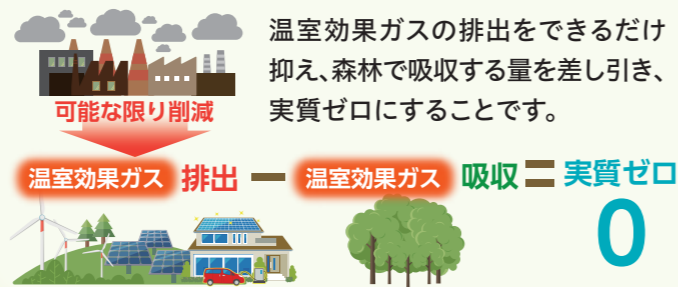 温室効果ガスの排出をできるだけ
抑え、森林で吸収する量を差し引き、
実質ゼロにすることです。
可能な限り削減
温室効果ガス 排出 ー 温室効果ガス 吸収 = 実質ゼロ
0